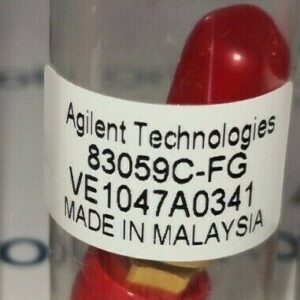 Agilent Technologies
83059C-FG
VE1047A0341
MADE IN MALAYSIA